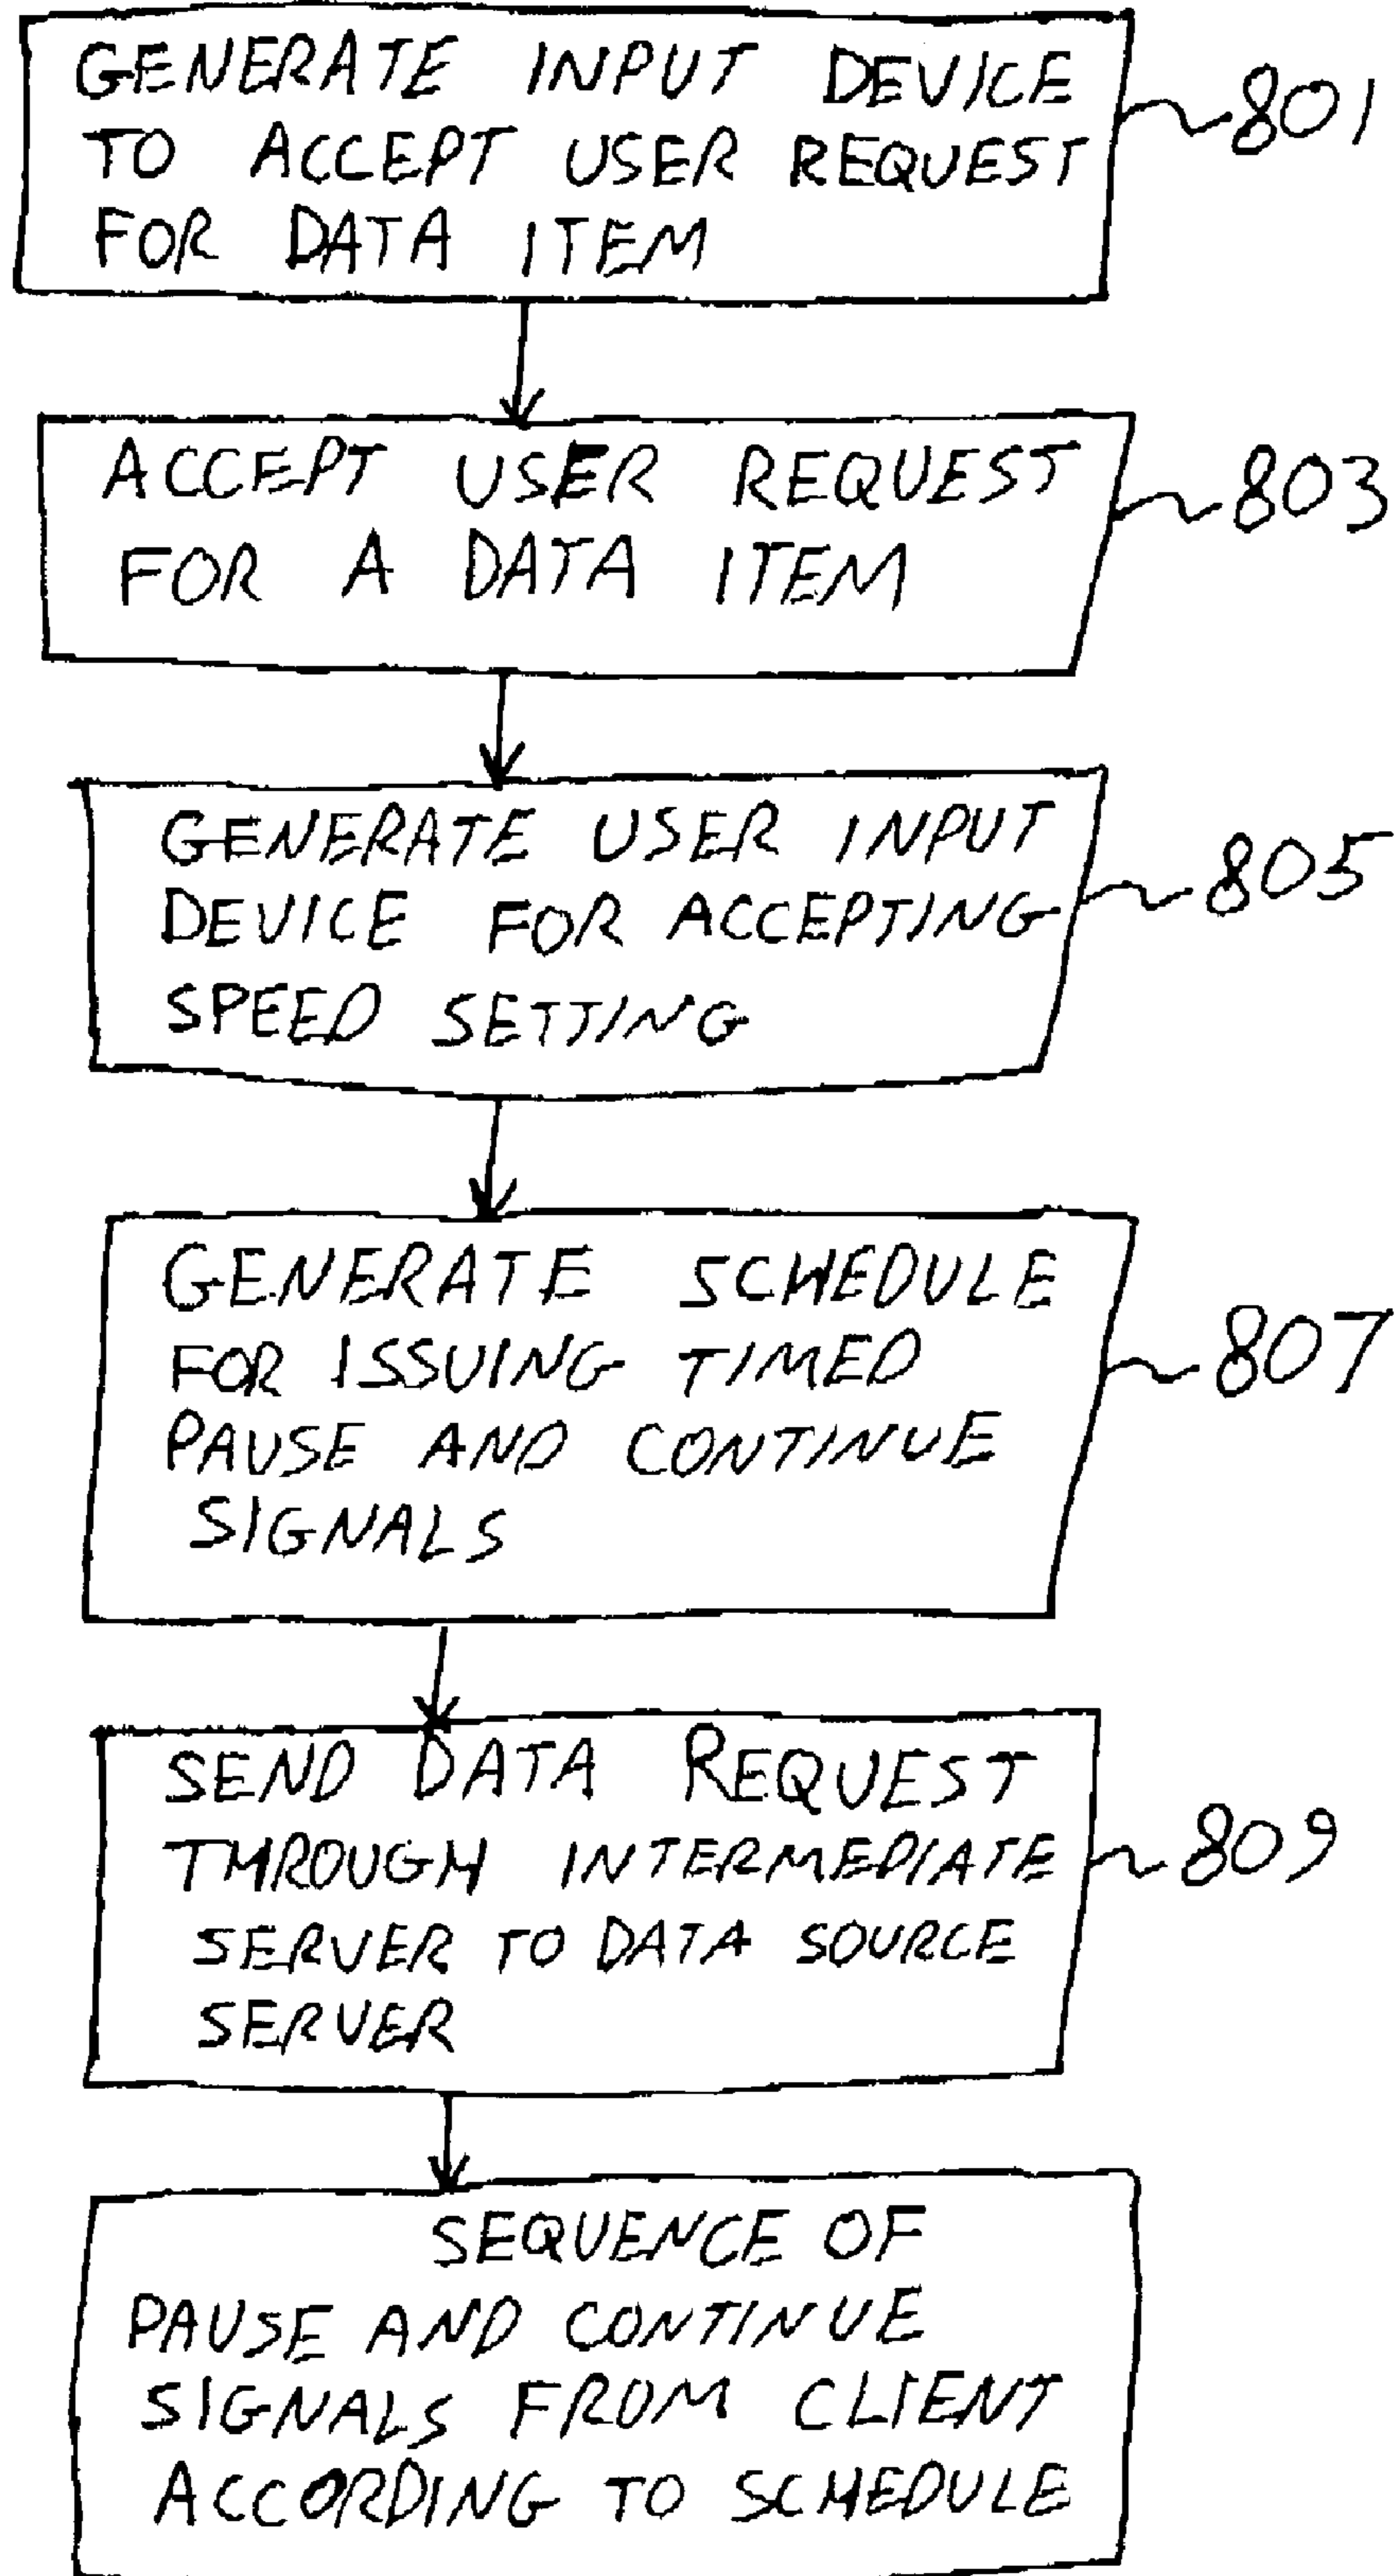 GENERATE INPUT DEVICE
TO ACCEPT USER REQUEST
FOR DATA ITEM
801
ACCEPT USER REQUEST
FOR A DATA ITEM
803
GENERATE USER INPUT
DEVICE FOR ACCEPTING
SPEED SETTING
805
GENERATE SCHEDULE
FOR ISSUING TIMED
PAUSE AND CONTINUE
SIGNALS
807
SEND DATA REQUEST
THROUGH INTERMEDIATE
SERVER TO DATA SOURCE
SERVER
809
SEQUENCE OF
PAUSE AND CONTINUE
SIGNALS FROM CLIENT
ACCORDING TO SCHEDULE